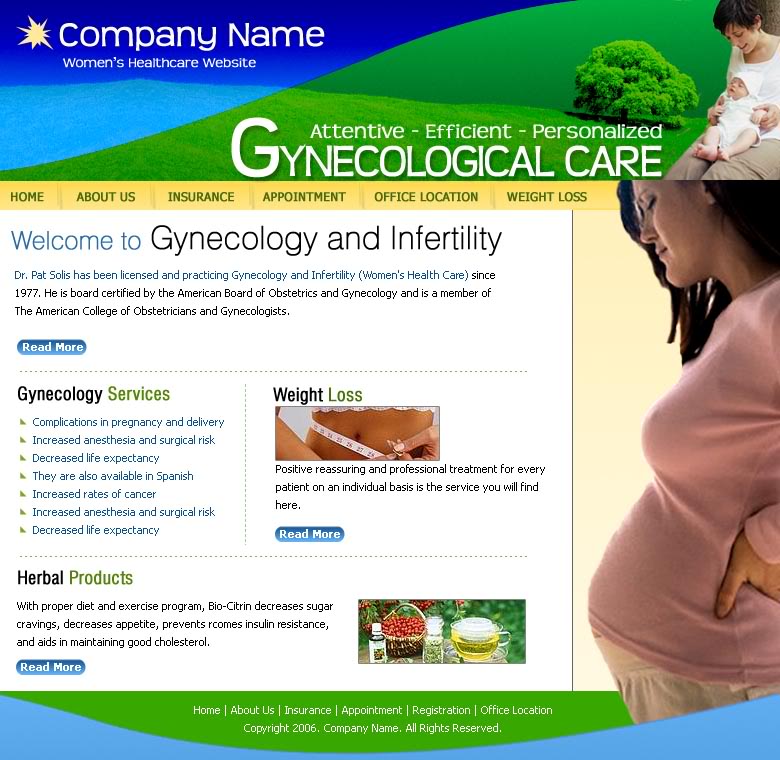 Company Name
Women's Healthcare Website
Attentive - Efficient - Personalized
GYNECOLOGICAL CARE
HOME ABOUT US INSURANCE APPOINTMENT OFFICE LOCATION WEIGHT LOSS
Welcome to Gynecology and Infertility
Dr. Pat Solis has been licensed and practicing Gynecology and Infertility (Women's Health Care) since
1977. He is board certified by the American Board of Obstetrics and Gynecology and is a member of
The American College of Obstetricians and Gynecologists.
Read More
Gynecology Services
Complications in pregnancy and delivery
Increased anesthesia and surgical risk
Decreased life expectancy
They are also available in Spanish
Increased rates of cancer
Increased anesthesia and surgical risk
Decreased life expectancy
Weight Loss
Positive reassuring and professional treatment for every
patient on an individual basis is the service you will find
here.
Read More
Herbal Products
With proper diet and exercise program, Bio-Citrin decreases sugar
cravings, decreases appetite, prevents rcomes insulin resistance,
and aids in maintaining good cholesterol.
Read More
Home | About Us | Insurance | Appointment | Registration | Office Location
Copyright 2006. Company Name. All Rights Reserved.